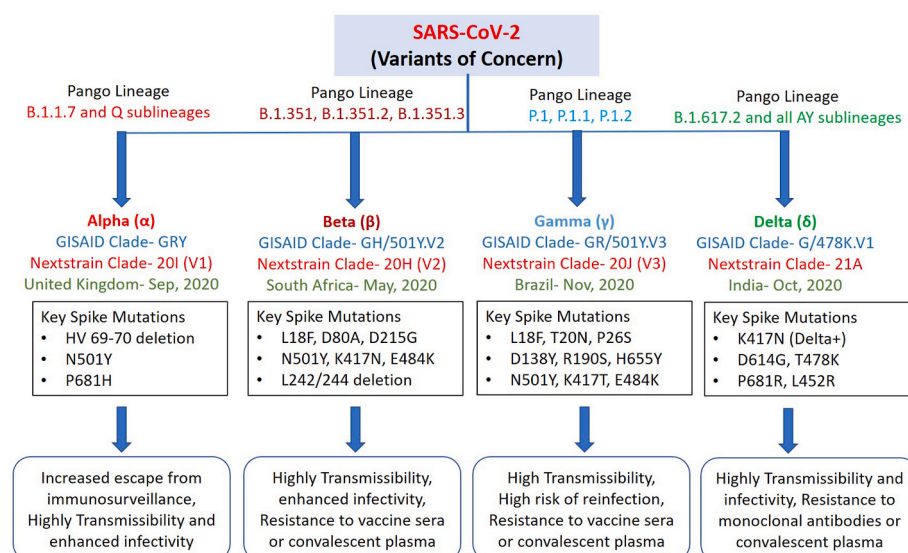 SARS-CoV-2
(Variants of Concern)
Pango Lineage
B.1.1.7 and Q sublineages
Pango Lineage
B.1.351, B.1.351.2, B.1.351.3
Pango Lineage
P.1, P.1.1, P.1.2
Pango Lineage
B.1.617.2 and all AY sublineages
Alpha (α)
GISAID Clade- GRY
Nextstrain Clade- 20I (V1)
United Kingdom- Sep, 2020
Key Spike Mutations
• HV 69-70 deletion
• N501Y
• P681H
Increased escape from
immunosurveillance,
Highly Transmissibility and
enhanced infectivity
Beta (β)
GISAID Clade- GH/501Y.V2
Nextstrain Clade- 20H (V2)
South Africa- May, 2020
Key Spike Mutations
• L18F, D80A, D215G
• N501Y, K417N, E484K
• L242/244 deletion
Highly Transmissibility,
enhanced infectivity,
Resistance to vaccine sera
or convalescent plasma
Gamma (γ)
GISAID Clade- GR/501Y.V3
Nextstrain Clade- 20J (V3)
Brazil- Nov, 2020
Key Spike Mutations
• L18F, T20N, P26S
• D138Y, R190S, H655Y
• N501Y, K417T, E484K
High Transmissibility,
High risk of reinfection,
Resistance to vaccine sera
or convalescent plasma
Delta (δ)
GISAID Clade- G/478K.V1
Nextstrain Clade- 21A
India- Oct, 2020
Key Spike Mutations
• K417N (Delta+)
• D614G, T478K
• P681R, L452R
Highly Transmissibility and
infectivity, Resistance to
monoclonal antibodies or
convalescent plasma